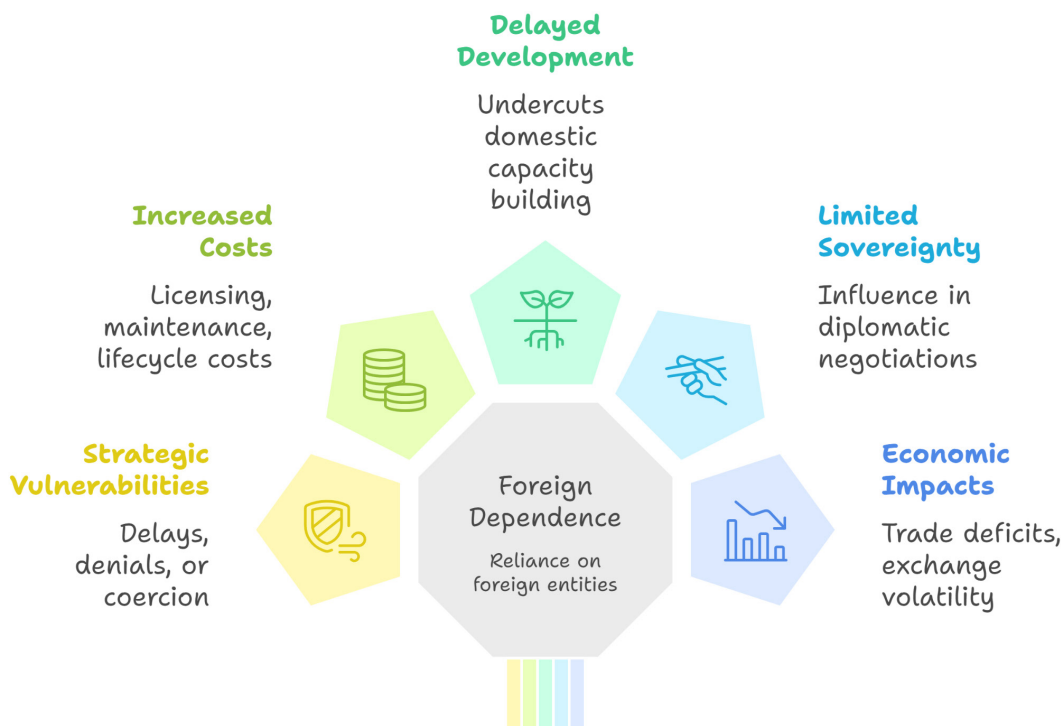 Delayed
Development
Undercuts
domestic
capacity
building
Increased
Costs
Licensing,
maintenance,
lifecycle costs
Limited
Sovereignty
Influence in
diplomatic
negotiations
Strategic
Vulnerabilities
Delays,
denials, or
coercion
Foreign
Dependence
Reliance on
foreign entities
Economic
Impacts
Trade deficits,
exchange
volatility